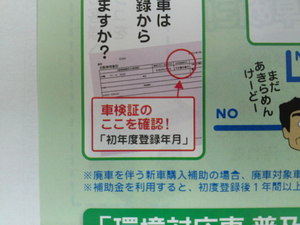 車は
録から
ますか?
車検証の
ここを確認!
「初年度登録年月」
まだ
あきらめん
けーどー
NO
※廃車を伴う新車購入補助の場合、廃車対象車
※補助金を利用すると、初度登録後1年間以上
「環境対応車 普及